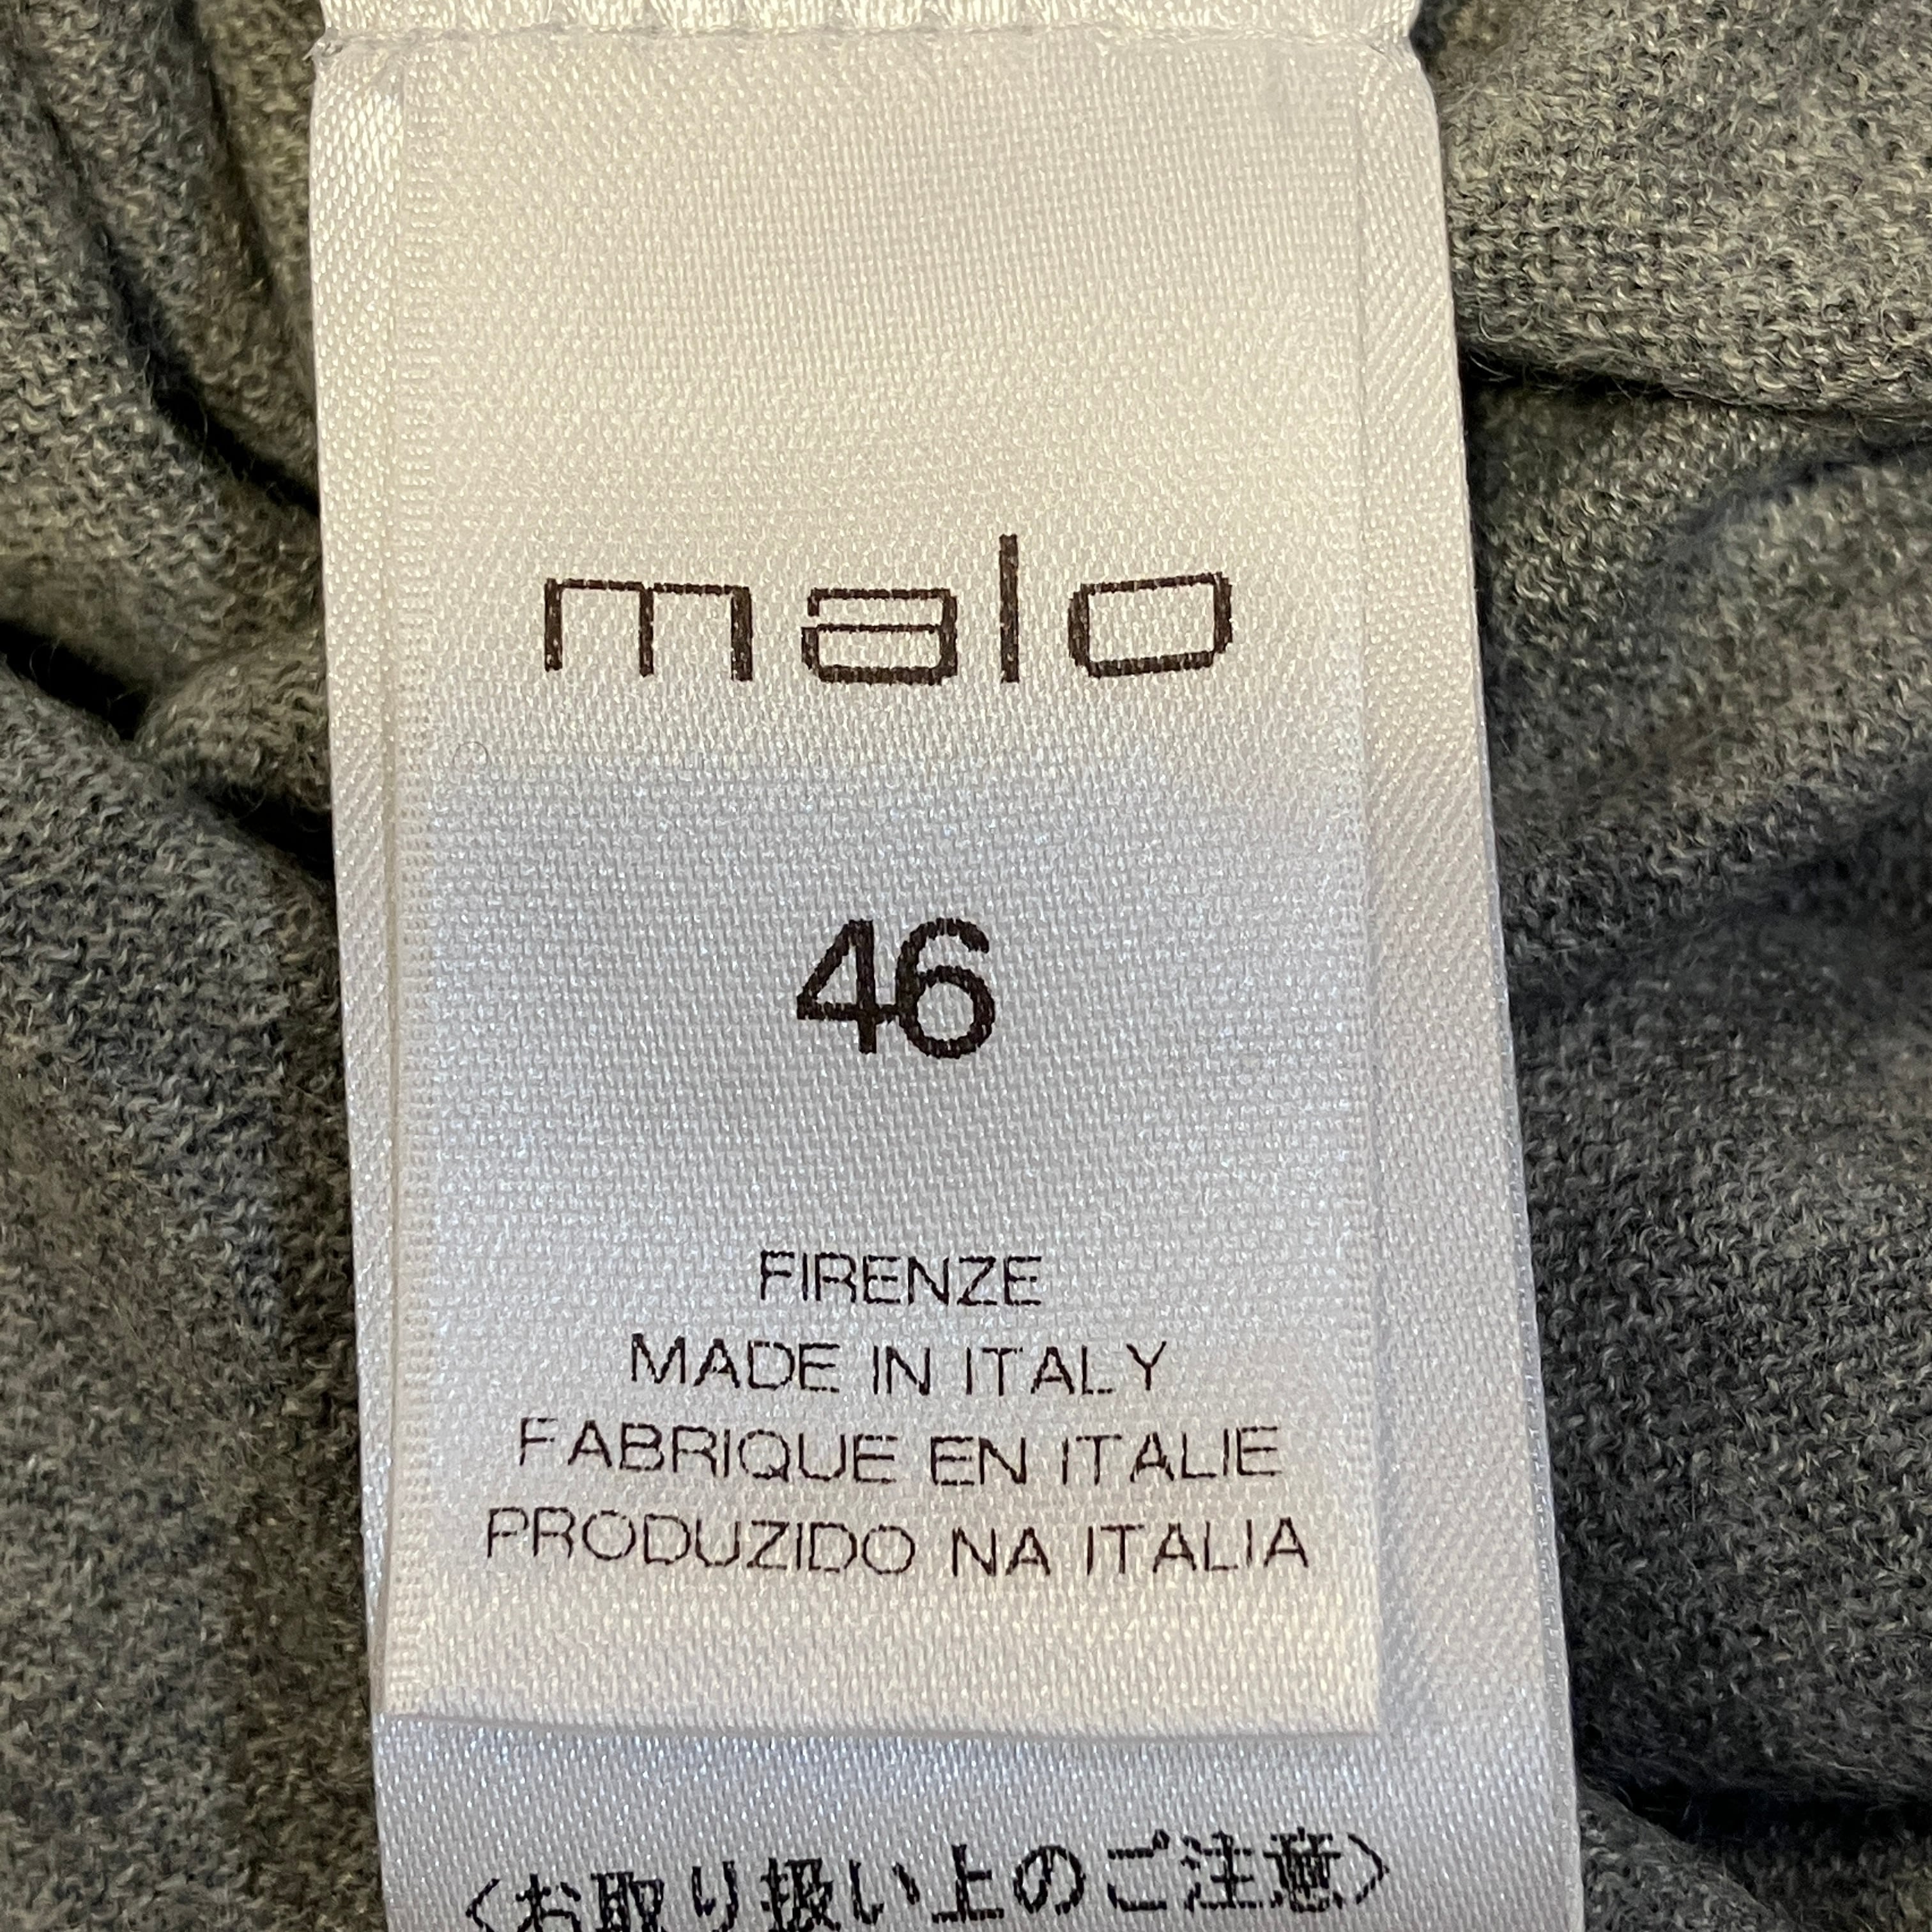 malo
46
FIRENZE
MADE IN ITALY
FABRIQUE EN ITALIE
PRODUZIDO NA ITALIA
<お取り扱い上のご注意>